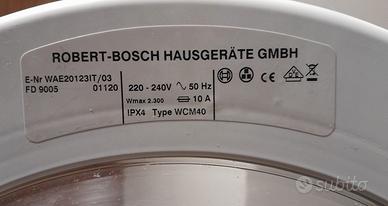 ROBERT-BOSCH HAUSGERÄTE GMBH
E-Nr WAE20123IT/03
FD 9005 01120
220 - 240V ~ 50 Hz
Wmax 2.300 10 A
IPX4 Type WCM40
subito